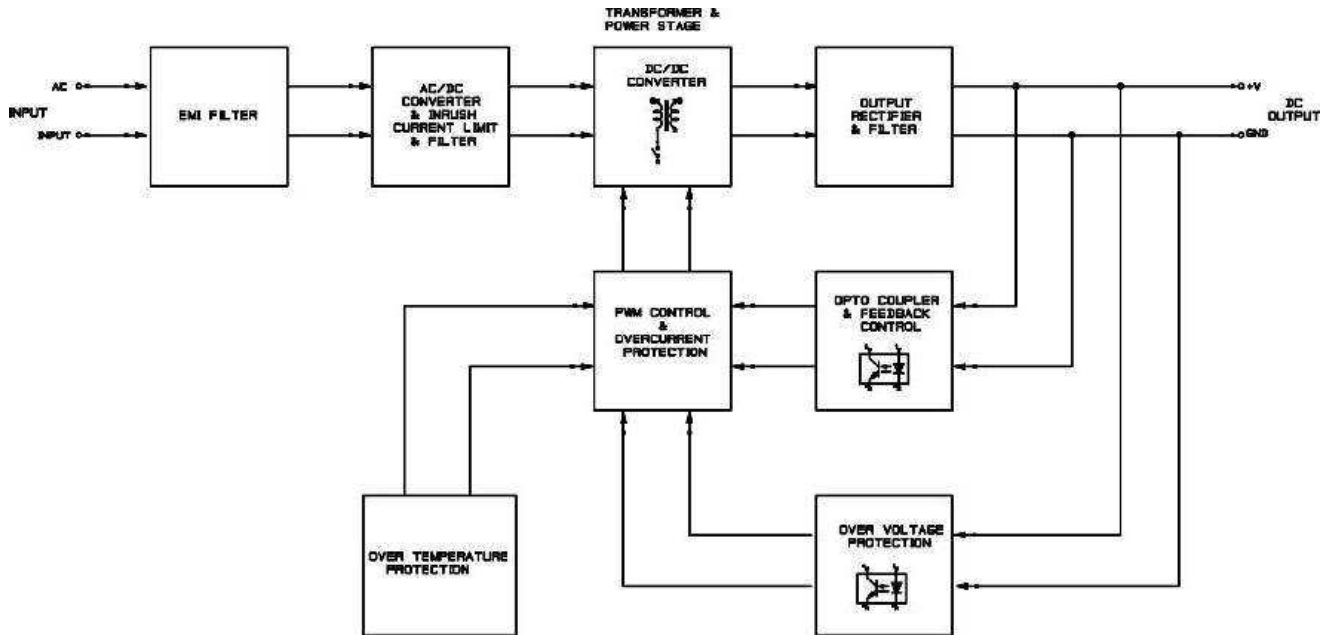 TRANSFORMER &
POWER STAGE
AC
INPUT
INPUT
EMI FILTER
AC/DC
CONVERTER
& INRUSH
CURRENT LIMIT
& FILTER
DC/DC
CONVERTER
OUTPUT
RECTIFIER
& FILTER
+V
DC
OUTPUT
GND
PWM CONTROL
&
OVERCURRENT
PROTECTION
OPTO COUPLER
& FEEDBACK
CONTROL
OVER TEMPERATURE
PROTECTION
OVER VOLTAGE
PROTECTION